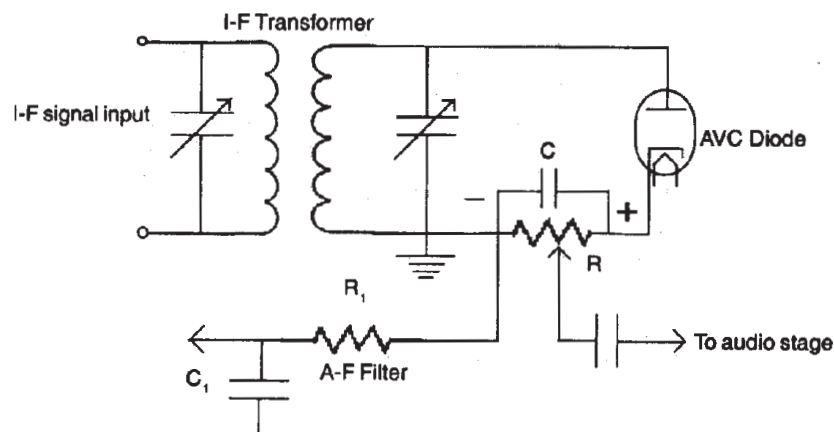 I-F Transformer
I-F signal input
AVC Diode
C
− +
R
R1
To audio stage
A-F Filter
C1